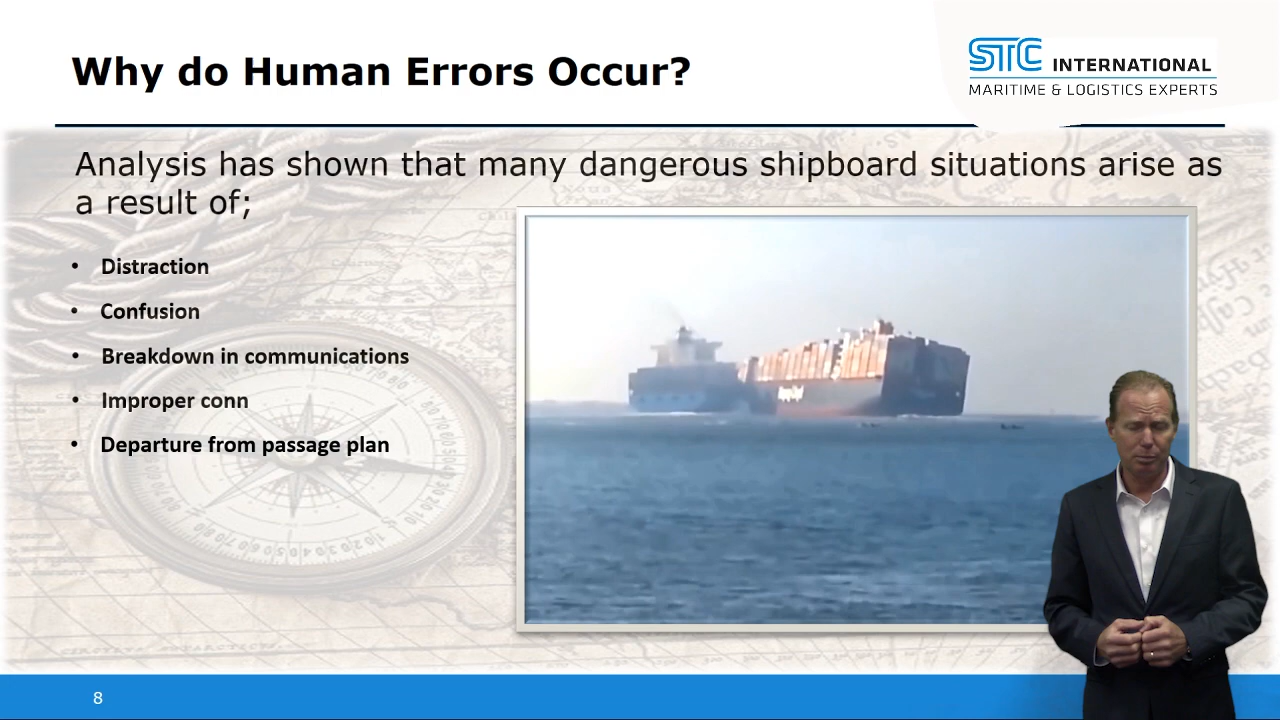 Why do Human Errors Occur?
STC INTERNATIONAL
MARITIME & LOGISTICS EXPERTS
Analysis has shown that many dangerous shipboard situations arise as
a result of;
• Distraction
• Confusion
• Breakdown in communications
• Improper conn
• Departure from passage plan
8